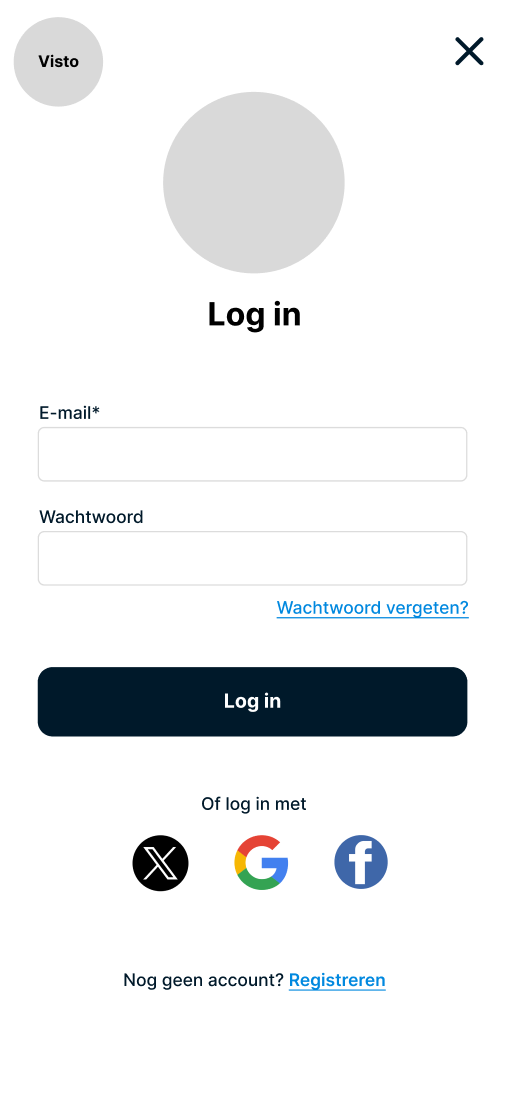 Visto
Log in
E-mail*
Wachtwoord
Wachtwoord vergeten?
Log in
Of log in met
Nog geen account? Registreren